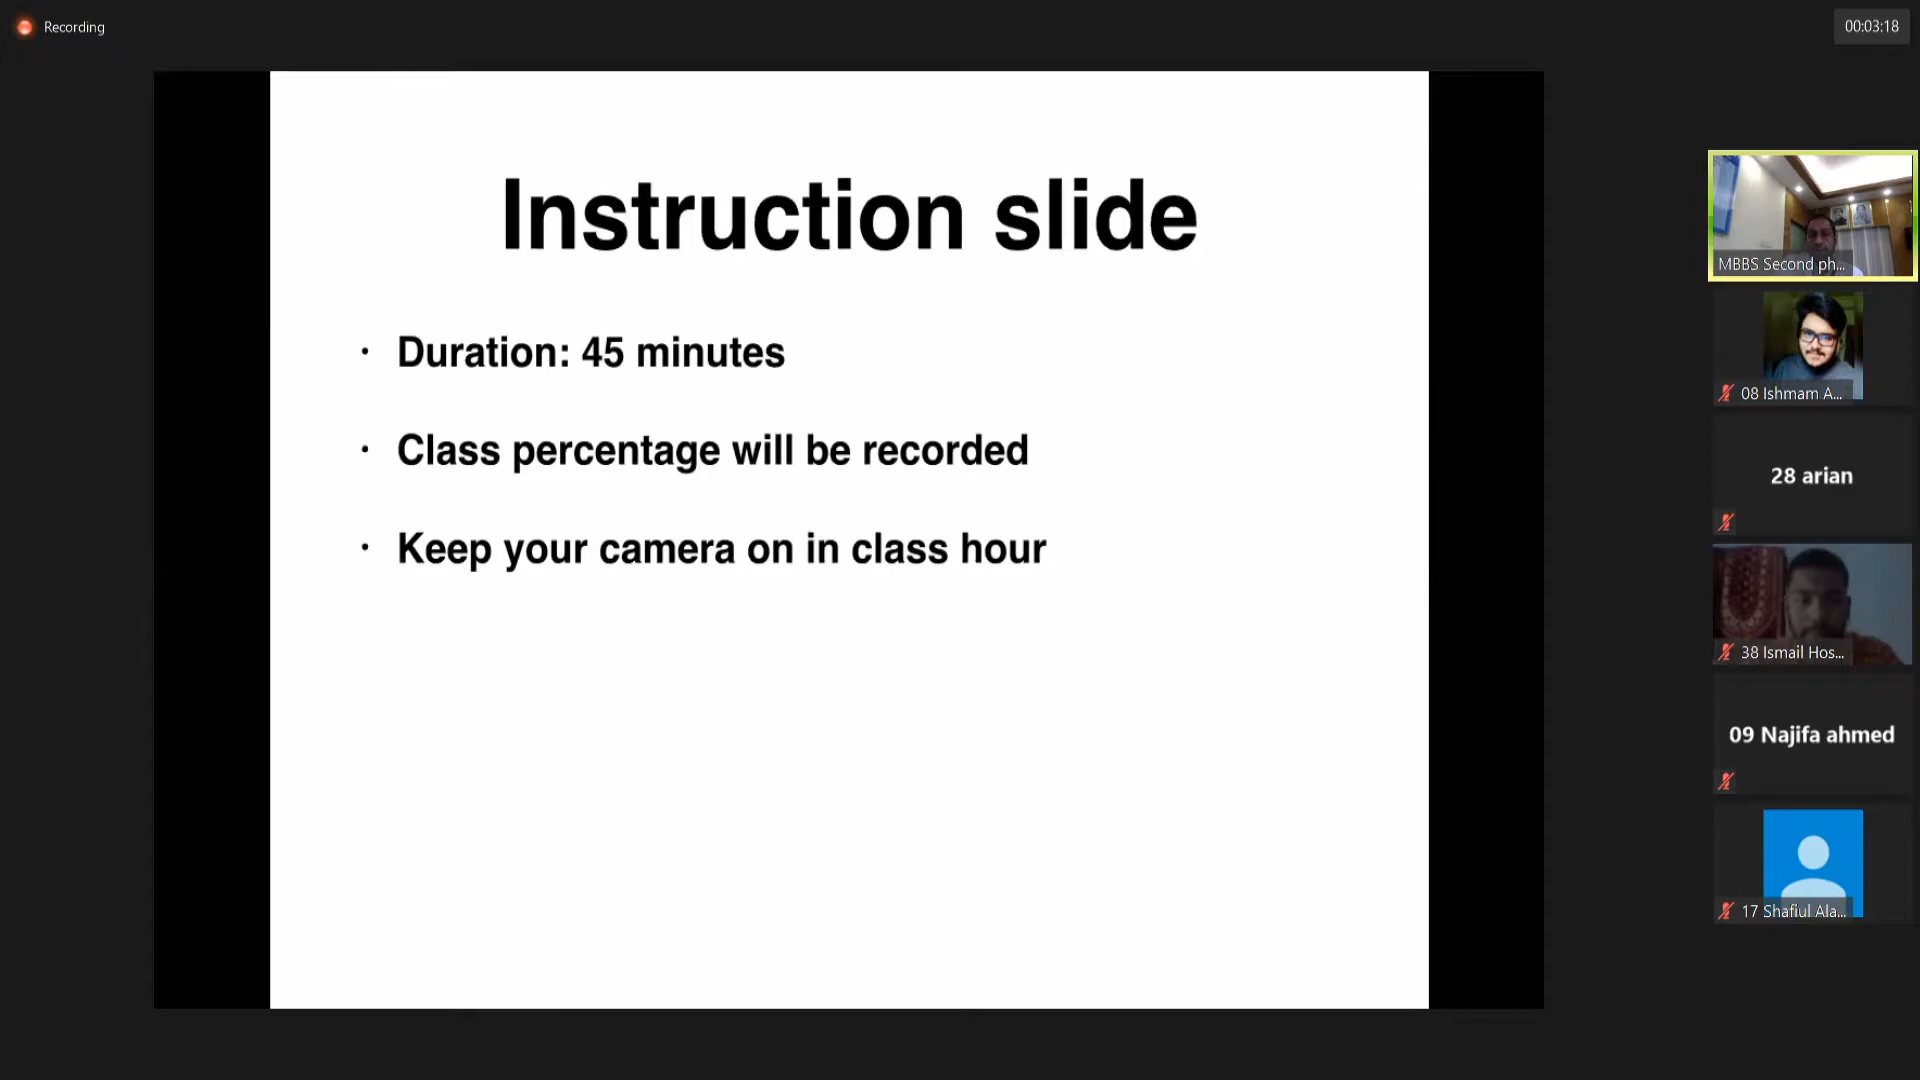 Recording
00:03:18
Instruction slide
• Duration: 45 minutes
• Class percentage will be recorded
• Keep your camera on in class hour
MBBS Second ph...
08 Ishmam A...
28 arian
38 Ismail Hos...
09 Najifa ahmed
17 Shafiul Ala...